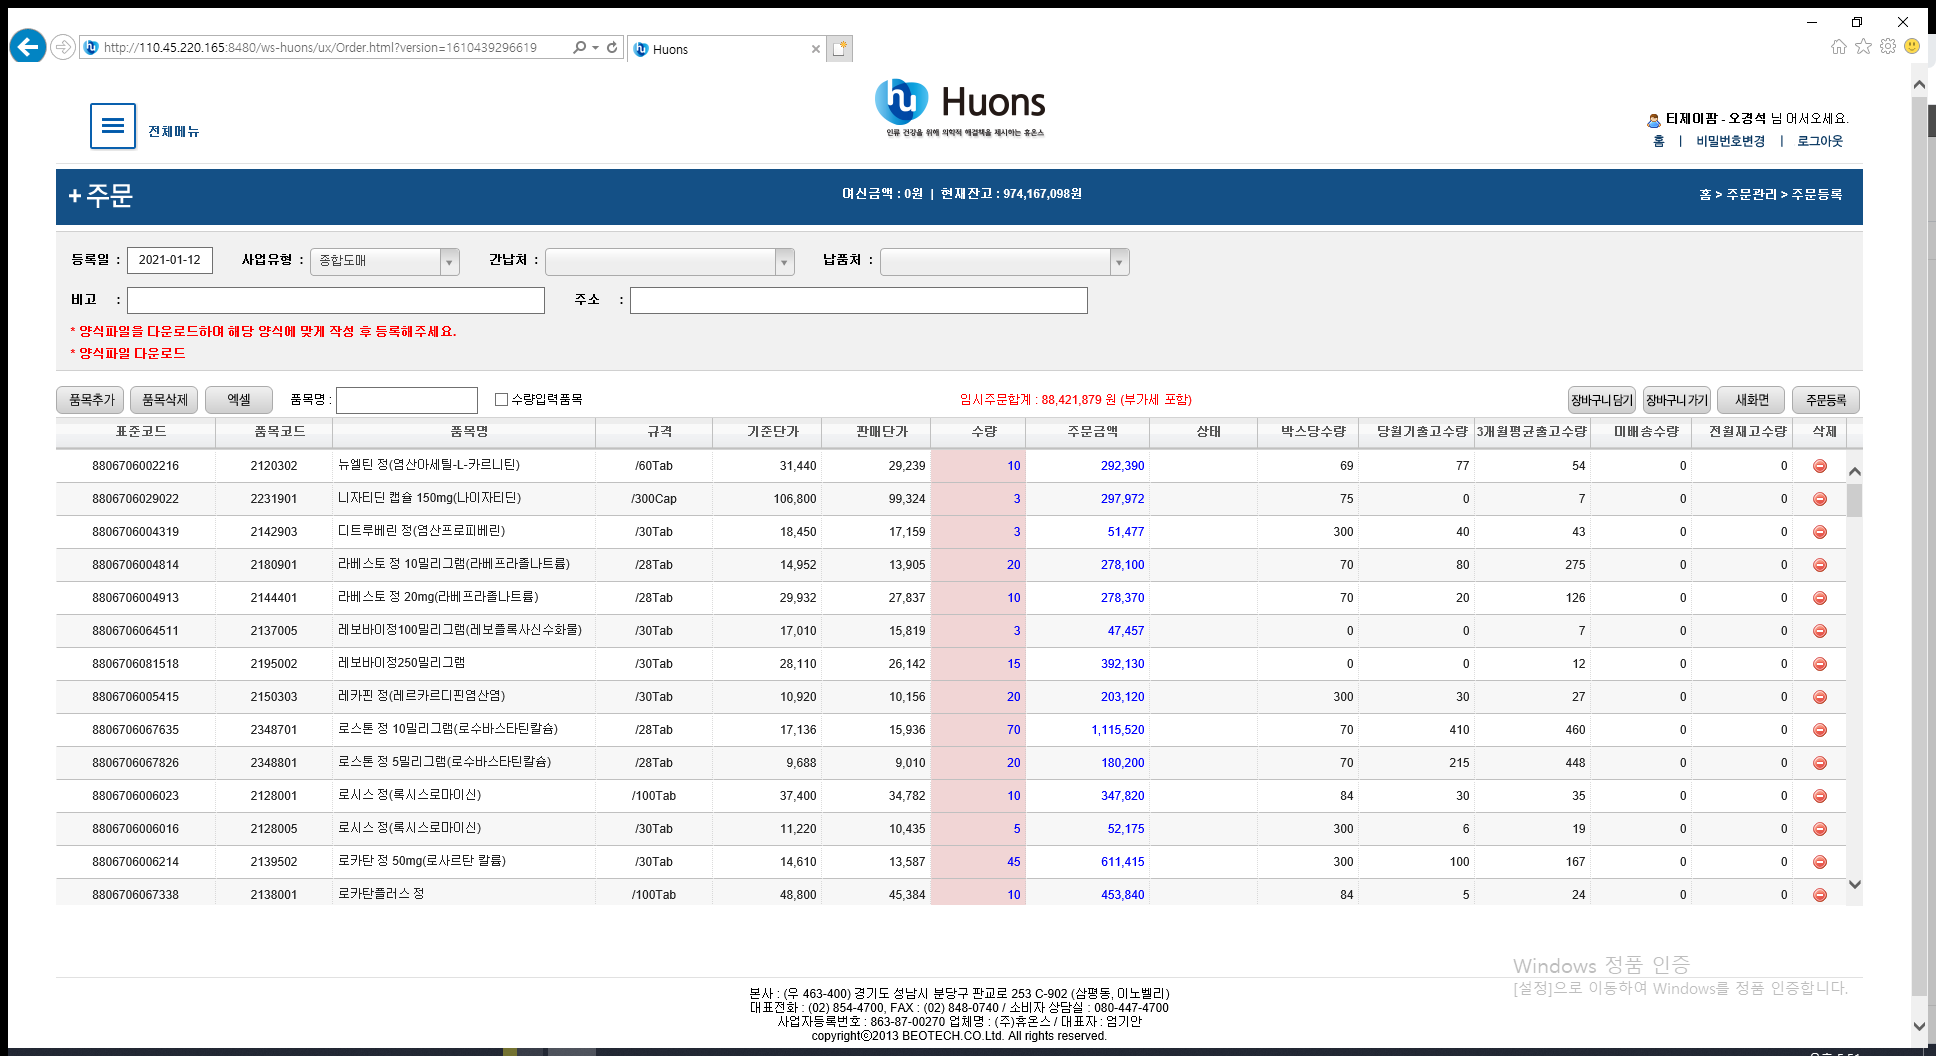 http://110.45.220.165:8480/ws-huons/ux/Order.html?version=1610439296619
Huons
전체메뉴
hu Huons
인류 건강을 위해 의학적 해결책을 제시하는 휴온스
티제이팜 - 오경석 님 어서오세요.
홈 | 비밀번호변경 | 로그아웃
+ 주문
여신금액 : 0원 | 현재잔고 : 974,167,098원
홈 > 주문관리 > 주문등록
등록일 : 2021-01-12 사업유형 : 종합도매 간납처 : 납품처 :
비고 : 주소 :
* 양식파일을 다운로드하여 해당 양식에 맞게 작성 후 등록해주세요.
* 양식파일 다운로드
품목추가 품목삭제 엑셀 품목명 : 수량입력품목 임시주문합계 : 88,421,879 원 (부가세 포함) 장바구니담기 장바구니가기 새화면 주문등록
표준코드 품목코드 품목명 규격 기준단가 판매단가 수량 주문금액 상태 박스당수량 당월기출고수량 3개월평균출고수량 미배송수량 전월재고수량 삭제
8806706002216 2120302 뉴엘틴 정(염산아세틸-L-카르니틴) /60Tab 31,440 29,239 10 292,390 69 77 54 0 0
8806706029022 2231901 니자티딘 캡슐 150mg(나이자티딘) /300Cap 106,800 99,324 3 297,972 75 0 7 0 0
8806706004319 2142903 디트루베린 정(염산프로피베린) /30Tab 18,450 17,159 3 51,477 300 40 43 0 0
8806706004814 2180901 라베스토 정 10밀리그램(라베프라졸나트륨) /28Tab 14,952 13,905 20 278,100 70 80 275 0 0
8806706004913 2144401 라베스토 정 20mg(라베프라졸나트륨) /28Tab 29,932 27,837 10 278,370 70 20 126 0 0
8806706064511 2137005 레보바이정100밀리그램(레보플록사신수화물) /30Tab 17,010 15,819 3 47,457 0 0 7 0 0
8806706081518 2195002 레보바이정250밀리그램 /30Tab 28,110 26,142 15 392,130 0 0 12 0 0
8806706005415 2150303 레카핀 정(레르카르디핀염산염) /30Tab 10,920 10,156 20 203,120 300 30 27 0 0
8806706067635 2348701 로스톤 정 10밀리그램(로수바스타틴칼슘) /28Tab 17,136 15,936 70 1,115,520 70 410 460 0 0
8806706067826 2348801 로스톤 정 5밀리그램(로수바스타틴칼슘) /28Tab 9,688 9,010 20 180,200 70 215 448 0 0
8806706006023 2128001 로시스 정(록시스로마이신) /100Tab 37,400 34,782 10 347,820 84 30 35 0 0
8806706006016 2128005 로시스 정(록시스로마이신) /30Tab 11,220 10,435 5 52,175 300 6 19 0 0
8806706006214 2139502 로카탄 정 50mg(로사르탄 칼륨) /30Tab 14,610 13,587 45 611,415 300 100 167 0 0
8806706067338 2138001 로카탄플러스 정 /100Tab 48,800 45,384 10 453,840 84 5 24 0 0
Windows 정품 인증
[설정]으로 이동하여 Windows를 정품 인증합니다.
본사 : (우 463-400) 경기도 성남시 분당구 판교로 253 C-902 (삼평동, 이노밸리)
대표전화 : (02) 854-4700, FAX : (02) 848-0740 / 소비자 상담실 : 080-447-4700
사업자등록번호 : 863-87-00270 업체명 : (주)휴온스 / 대표자 : 엄기안
copyrightⓒ2013 BEOTECH.CO.Ltd. All rights reserved.